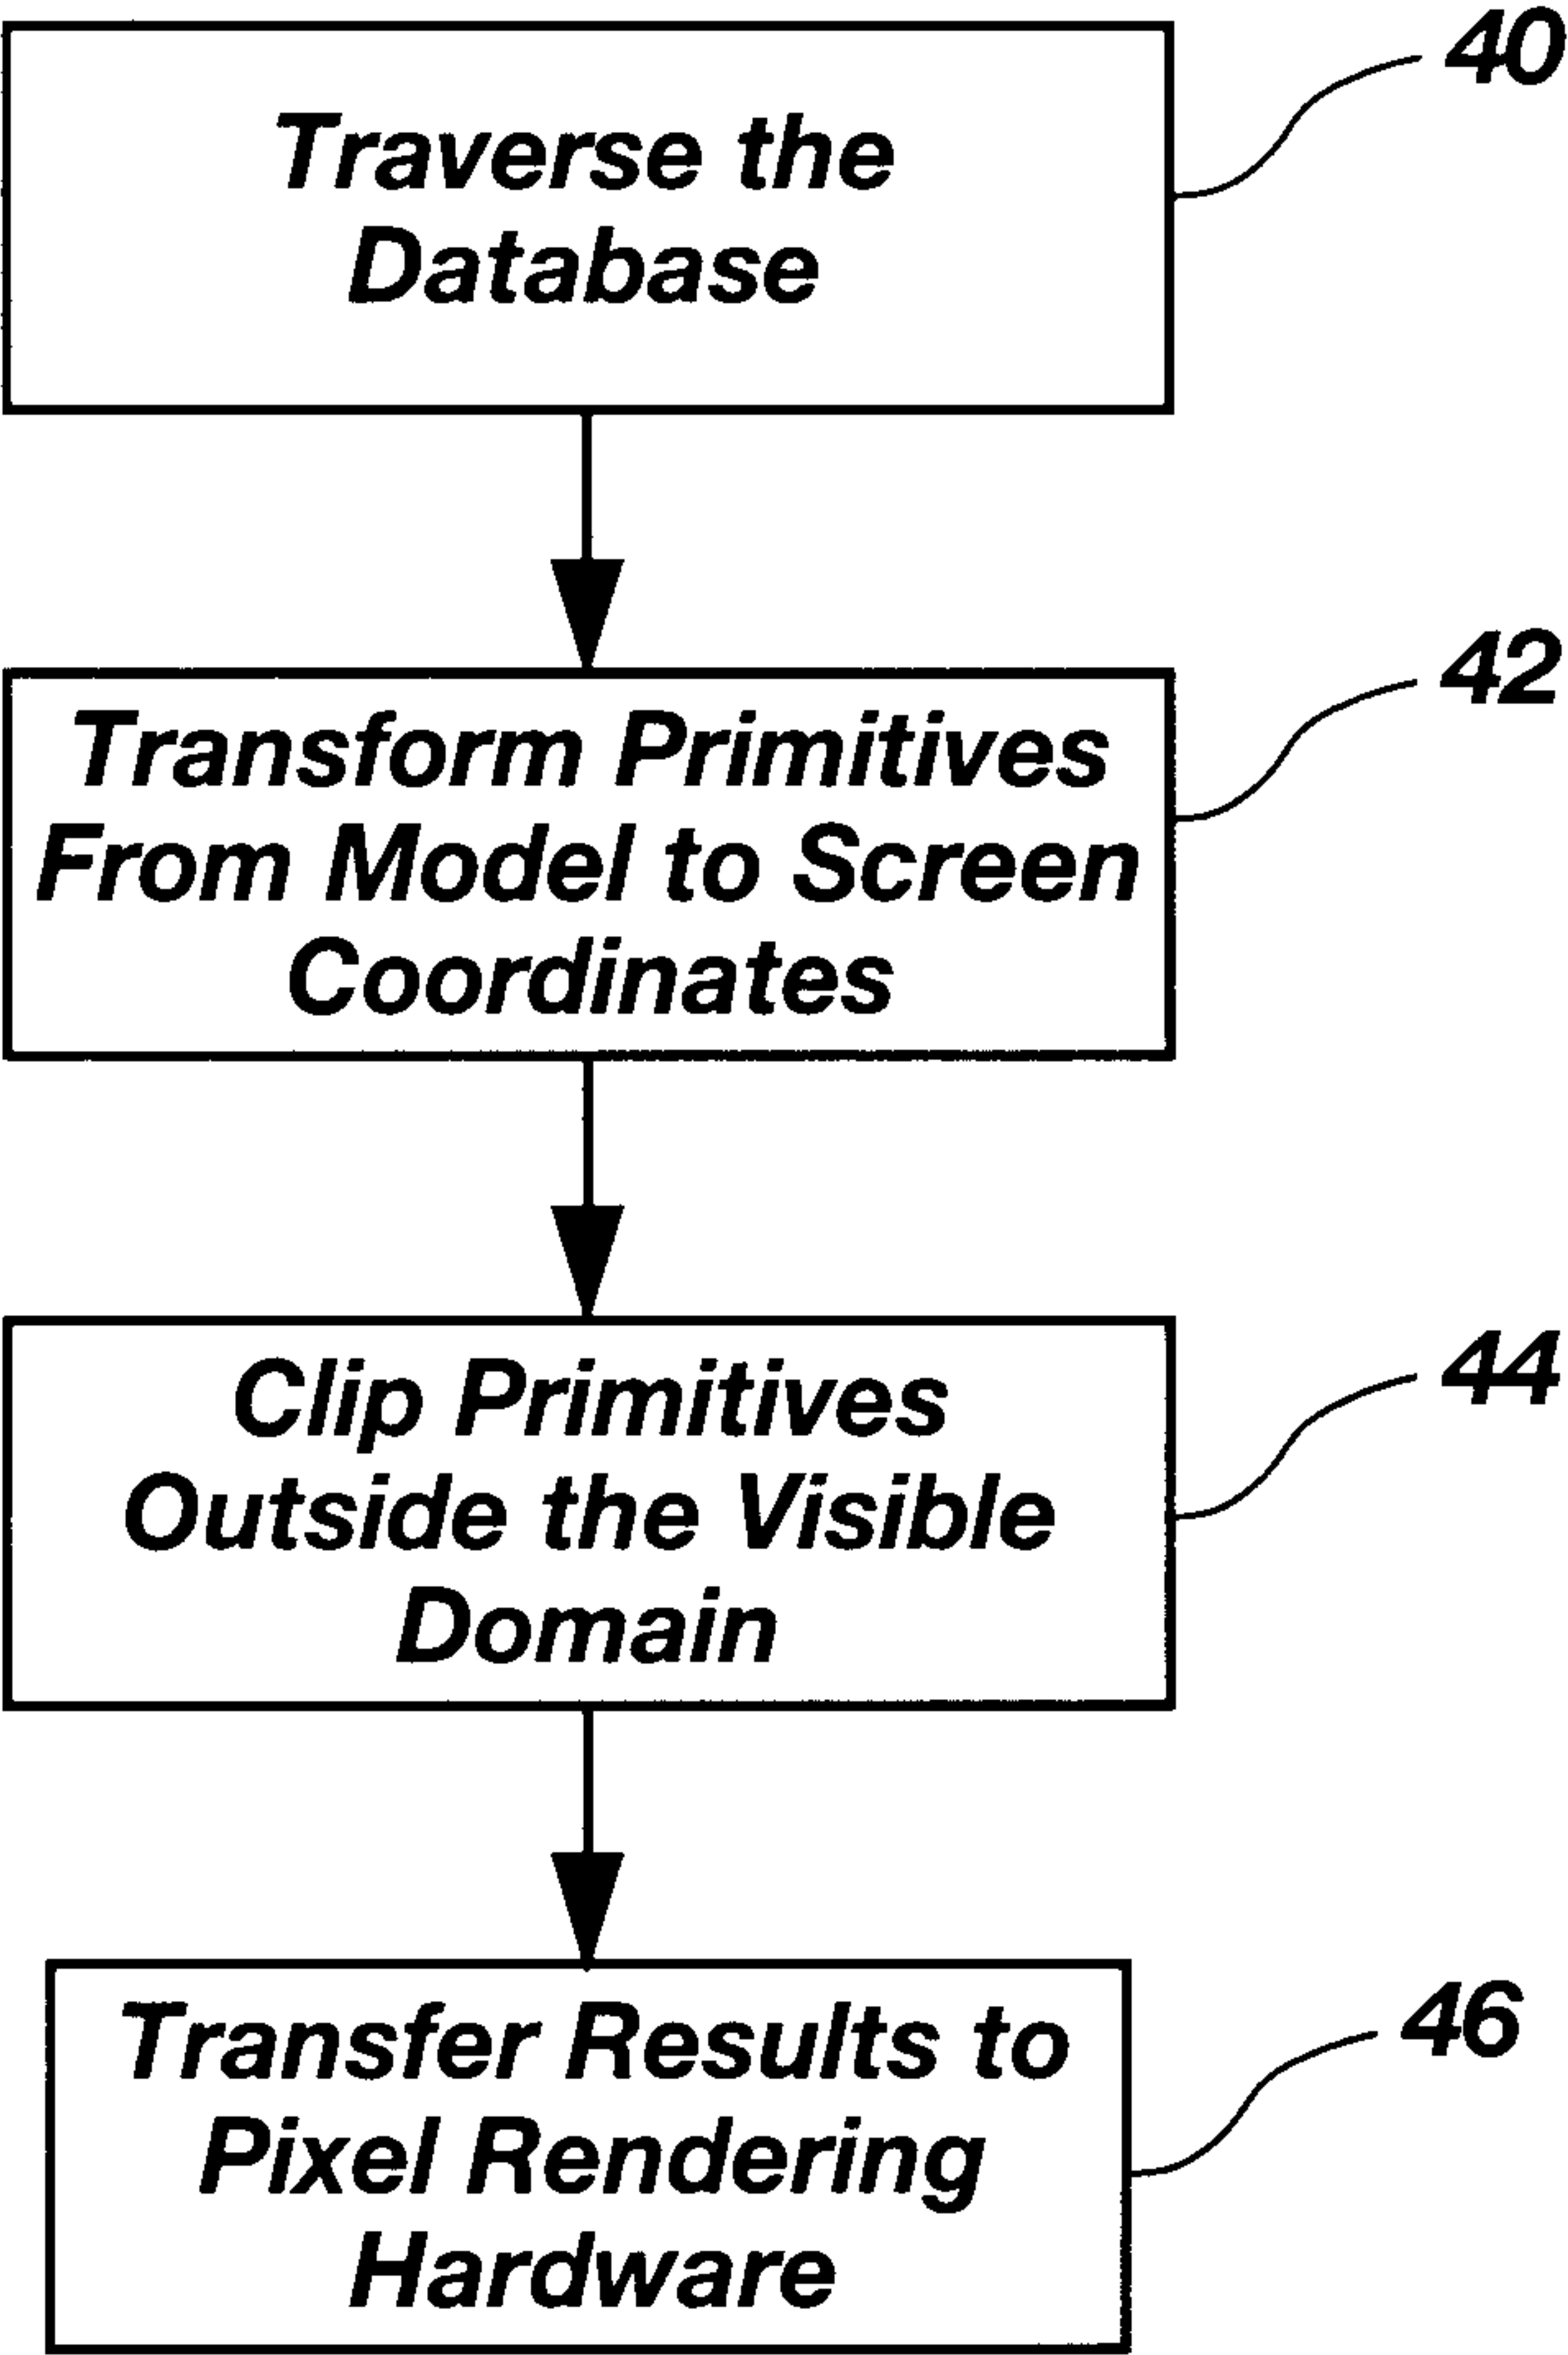 40
Traverse the
Database
42
Transform Primitives
From Model to Screen
Coordinates
44
Clip Primitives
Outside the Visible
Domain
46
Transfer Results to
Pixel Rendering
Hardware